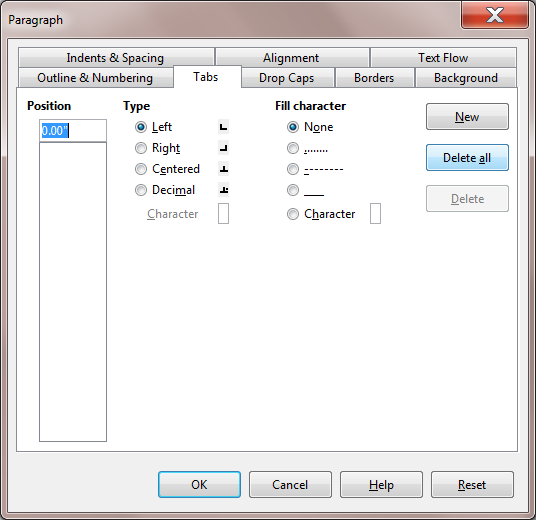 Paragraph
Indents & Spacing Alignment Text Flow
Outline & Numbering Tabs Drop Caps Borders Background
Position Type Fill character
0.00" Left None New
Right ........
Delete all
Centered --------
Decimal ____ Delete
Character Character
OK Cancel Help Reset